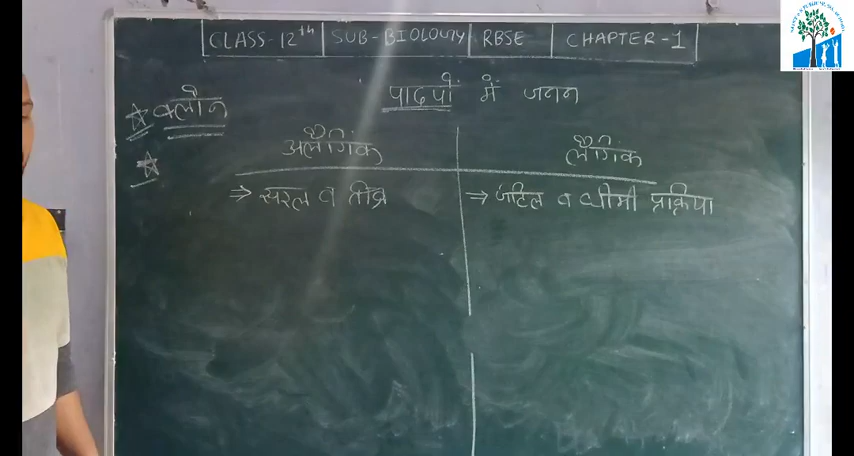 CLASS-12th | SUB-BIOLOGY | RBSE | CHAPTER-1
पादपों में जनन
☆ क्लोन
☆
अलैंगिक
लैंगिक
⇒ सरल व तीव्र
⇒ जटिल व धीमी प्रक्रिया